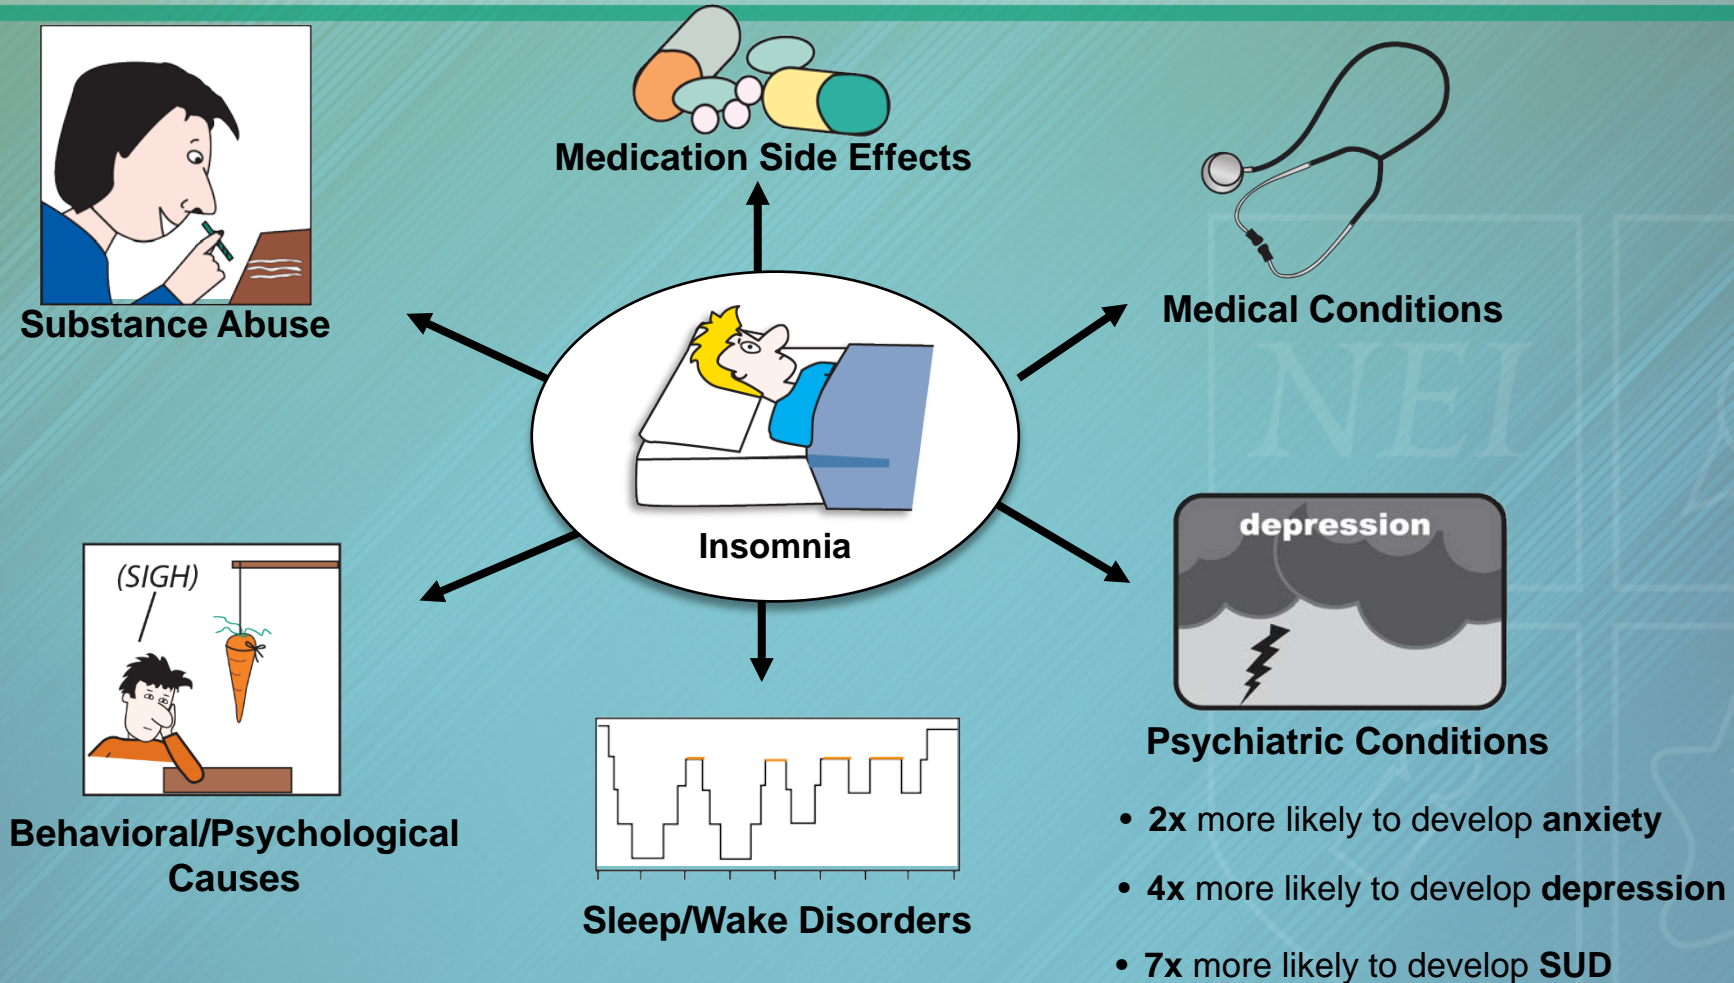 Medication Side Effects
Substance Abuse
Medical Conditions
NEI
Insomnia
depression
(SIGH)
Psychiatric Conditions
Behavioral/Psychological
Causes
Sleep/Wake Disorders
• 2x more likely to develop anxiety
• 4x more likely to develop depression
• 7x more likely to develop SUD